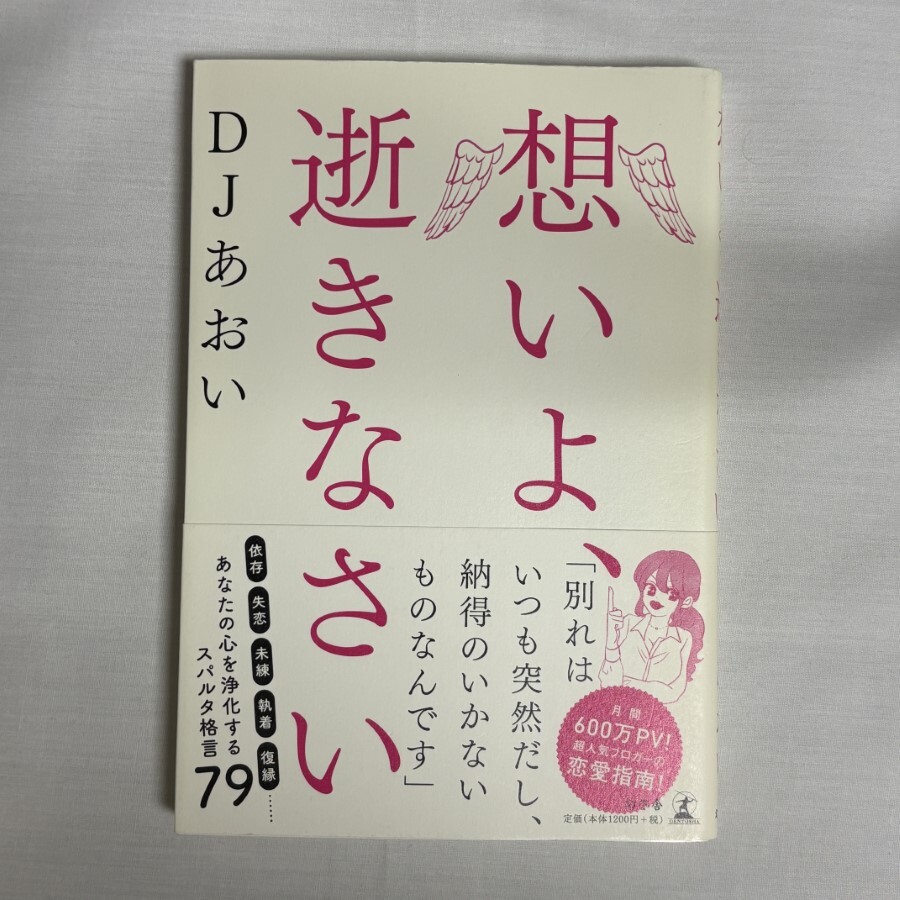 想いよ、
逝きなさい
DJあおい
「別れは
いつも突然だし、
納得のいかない
ものなんです」
月間
600万PV!
超人気ブロガーの
恋愛指南!
依存
失恋
未練
執着
復縁……
あなたの心を浄化する
スパルタ格言
79
幻冬舎
定価(本体1200円+税)
GENTOSHA